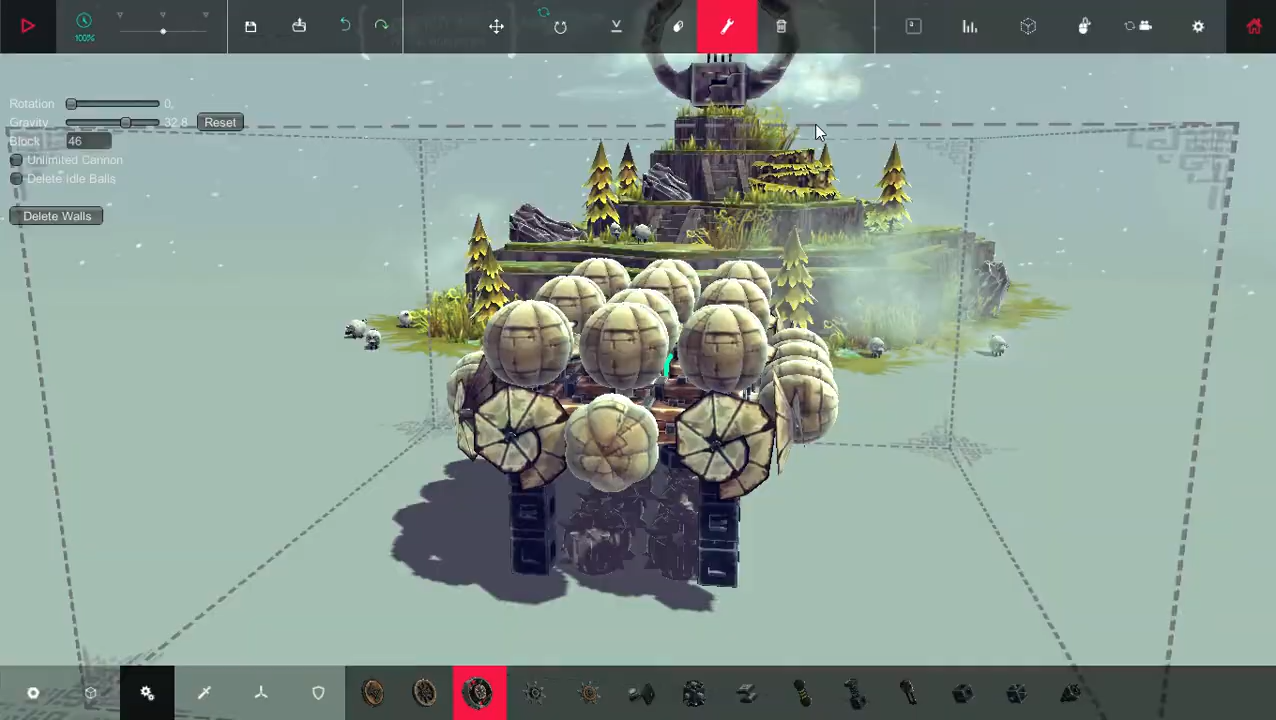 100%
Rotation 0,
Gravity 32,8 Reset
Block 46
Unlimited Cannon
Delete Idle Balls
Delete Walls